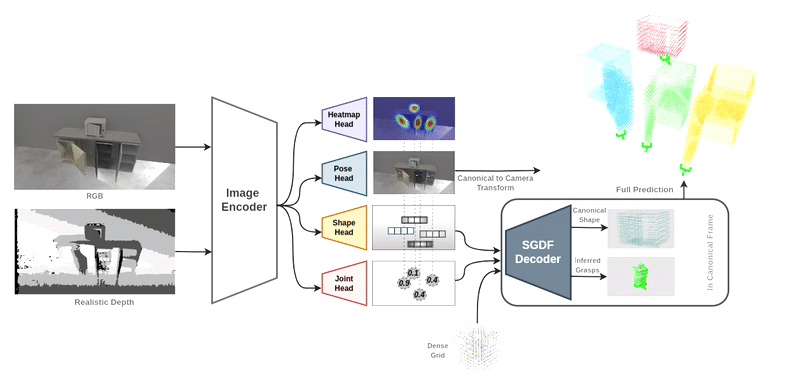 RGB
Realistic Depth
Image
Encoder
Heatmap
Head
Pose
Head
Shape
Head
Joint
Head
0.1
0.9
0.4
0.4
Canonical to Camera
Transform
Dense
Grid
SGDF
Decoder
Canonical
Shape
Inferred
Grasps
In Canonical Frame
Full Prediction